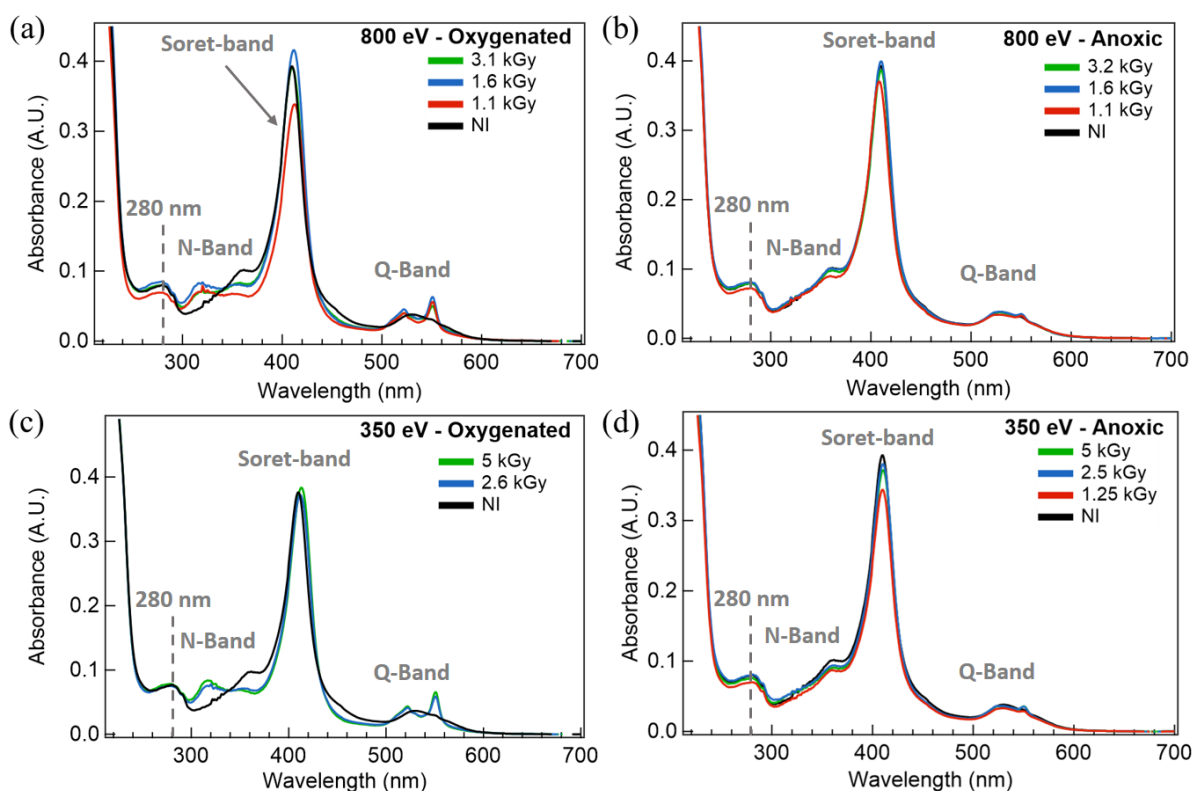 (a)
800 eV - Oxygenated
3.1 kGy
1.6 kGy
1.1 kGy
NI
Soret-band
280 nm
N-Band
Q-Band
Absorbance (A.U.)
0.4
0.3
0.2
0.1
0.0
300 400 500 600 700
Wavelength (nm)
(b)
800 eV - Anoxic
3.2 kGy
1.6 kGy
1.1 kGy
NI
Soret-band
280 nm
N-Band
Q-Band
Absorbance (A.U.)
0.4
0.3
0.2
0.1
0.0
300 400 500 600 700
Wavelength (nm)
(c)
350 eV - Oxygenated
5 kGy
2.6 kGy
NI
Soret-band
280 nm
N-Band
Q-Band
Absorbance (A.U.)
0.4
0.3
0.2
0.1
0.0
300 400 500 600 700
Wavelength (nm)
(d)
350 eV - Anoxic
5 kGy
2.5 kGy
1.25 kGy
NI
Soret-band
280 nm
N-Band
Q-Band
Absorbance (A.U.)
0.4
0.3
0.2
0.1
0.0
300 400 500 600 700
Wavelength (nm)